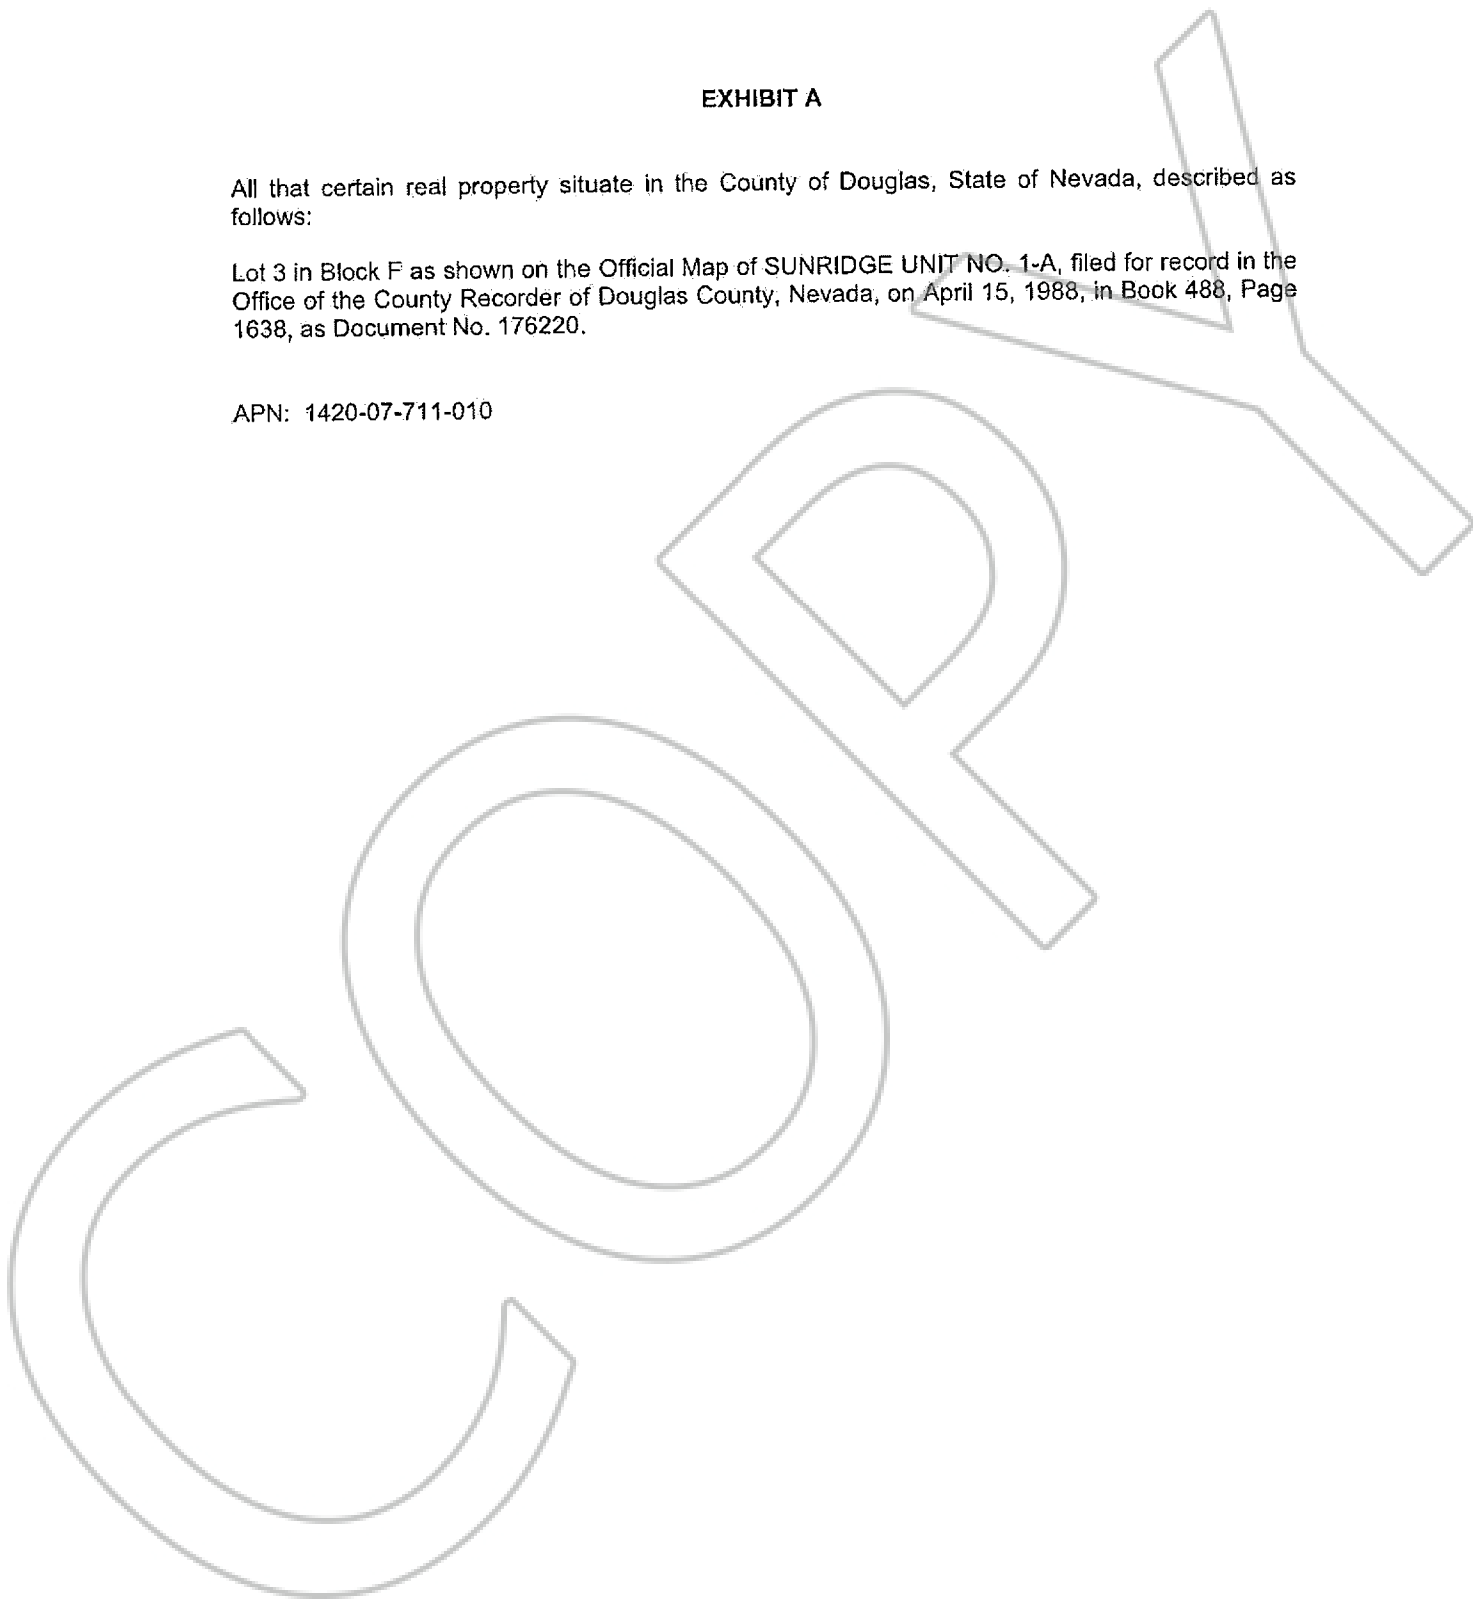 EXHIBIT A
All that certain real property situate in the County of Douglas, State of Nevada, described as
follows:
Lot 3 in Block F as shown on the Official Map of SUNRIDGE UNIT NO. 1-A, filed for record in the
Office of the County Recorder of Douglas County, Nevada, on April 15, 1988, in Book 488, Page
1638, as Document No. 176220.
APN: 1420-07-711-010
COPY